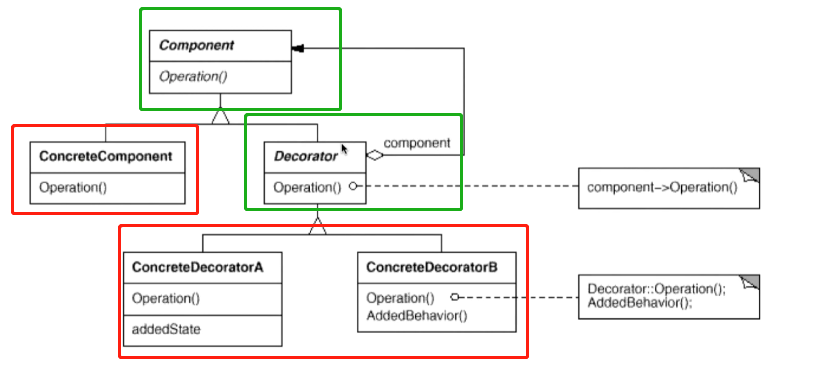 Component
Operation()
component
ConcreteComponent
Operation()
Decorator
Operation()
component->Operation()
ConcreteDecoratorA
Operation()
addedState
ConcreteDecoratorB
Operation()
AddedBehavior()
Decorator::Operation();
AddedBehavior();